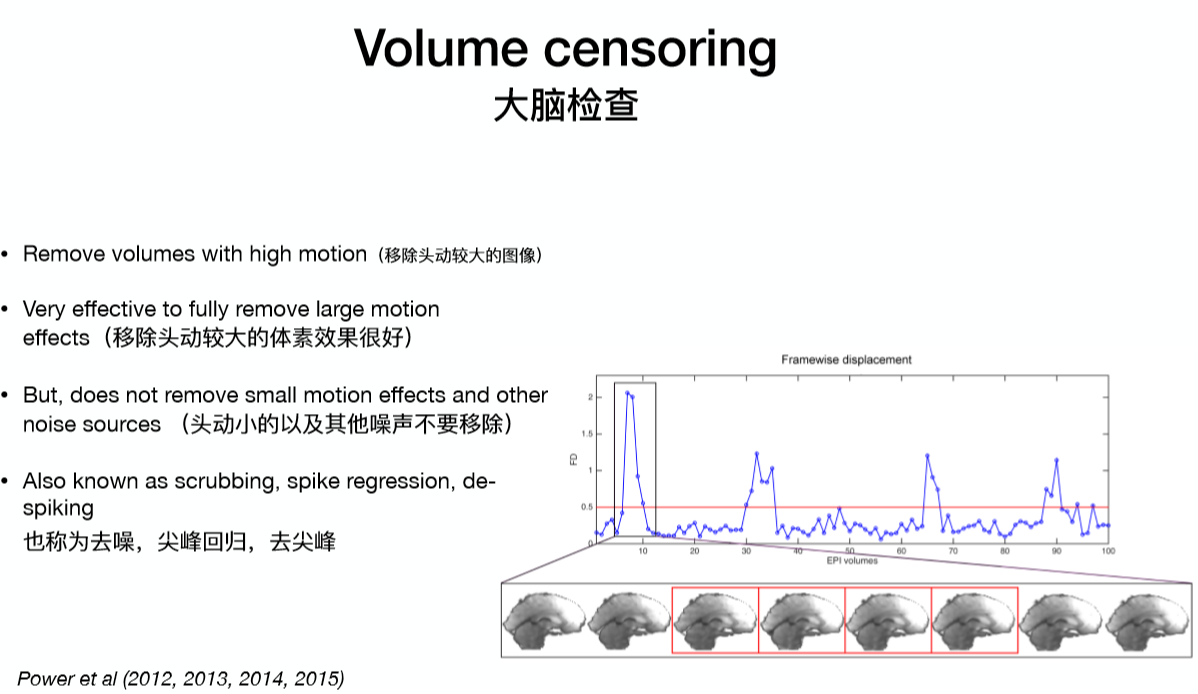 Volume censoring
大脑检查
• Remove volumes with high motion（移除头动较大的图像）
• Very effective to fully remove large motion
effects（移除头动较大的体素效果很好）
• But, does not remove small motion effects and other
noise sources （头动小的以及其他噪声不要移除）
• Also known as scrubbing, spike regression, de-
spiking
也称为去噪，尖峰回归，去尖峰
Framewise displacement
FD
2
1.5
1
0.5
0
10 20 30 40 50 60 70 80 90 100
EPI volumes
Power et al (2012, 2013, 2014, 2015)